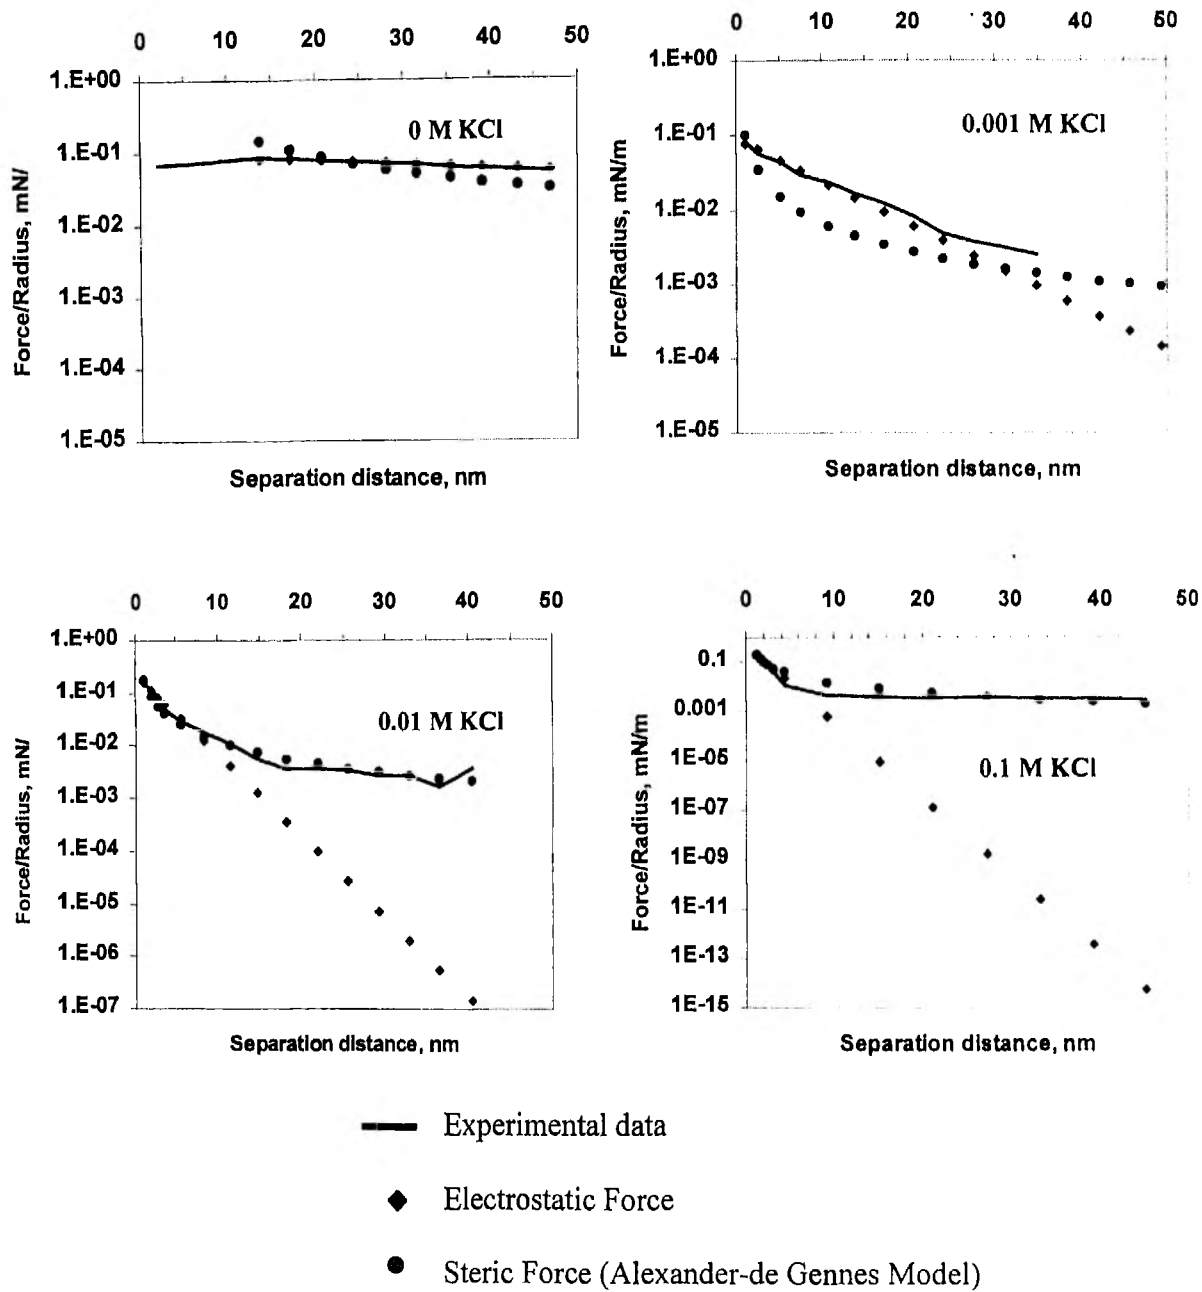 0 10 20 30 40 50
1.E+00
1.E-01
1.E-02
1.E-03
1.E-04
1.E-05
0 M KCl
Force/Radius, mN/
Separation distance, nm
0 10 20 30 40 50
1.E+00
1.E-01
1.E-02
1.E-03
1.E-04
1.E-05
0.001 M KCl
Force/Radius, mN/m
Separation distance, nm
0 10 20 30 40 50
1.E+00
1.E-01
1.E-02
1.E-03
1.E-04
1.E-05
1.E-06
1.E-07
0.01 M KCl
Force/Radius, mN/
Separation distance, nm
0 10 20 30 40 50
0.1
0.001
1E-05
1E-07
1E-09
1E-11
1E-13
1E-15
0.1 M KCl
Force/Radius, mN/m
Separation distance, nm
Experimental data
Electrostatic Force
Steric Force (Alexander-de Gennes Model)